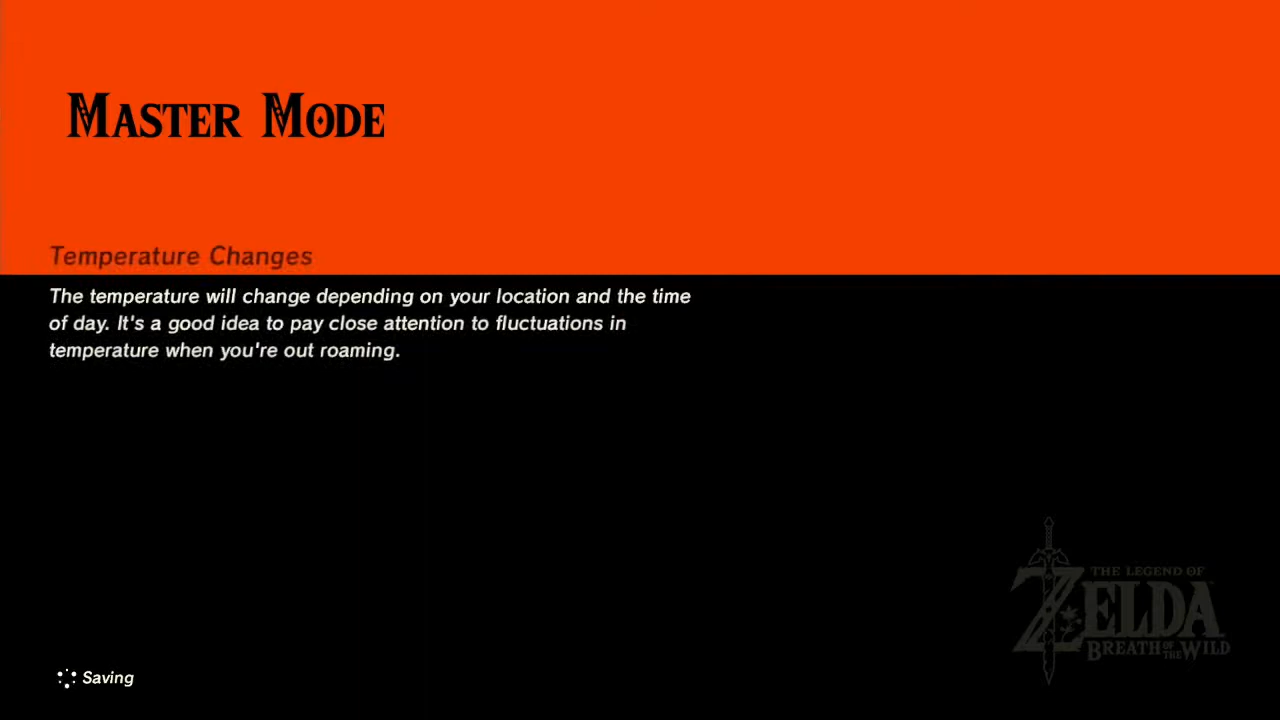 MASTER MODE
Temperature Changes
The temperature will change depending on your location and the time
of day. It's a good idea to pay close attention to fluctuations in
temperature when you're out roaming.
THE LEGEND OF
ZELDA
BREATH OF THE WILD
Saving